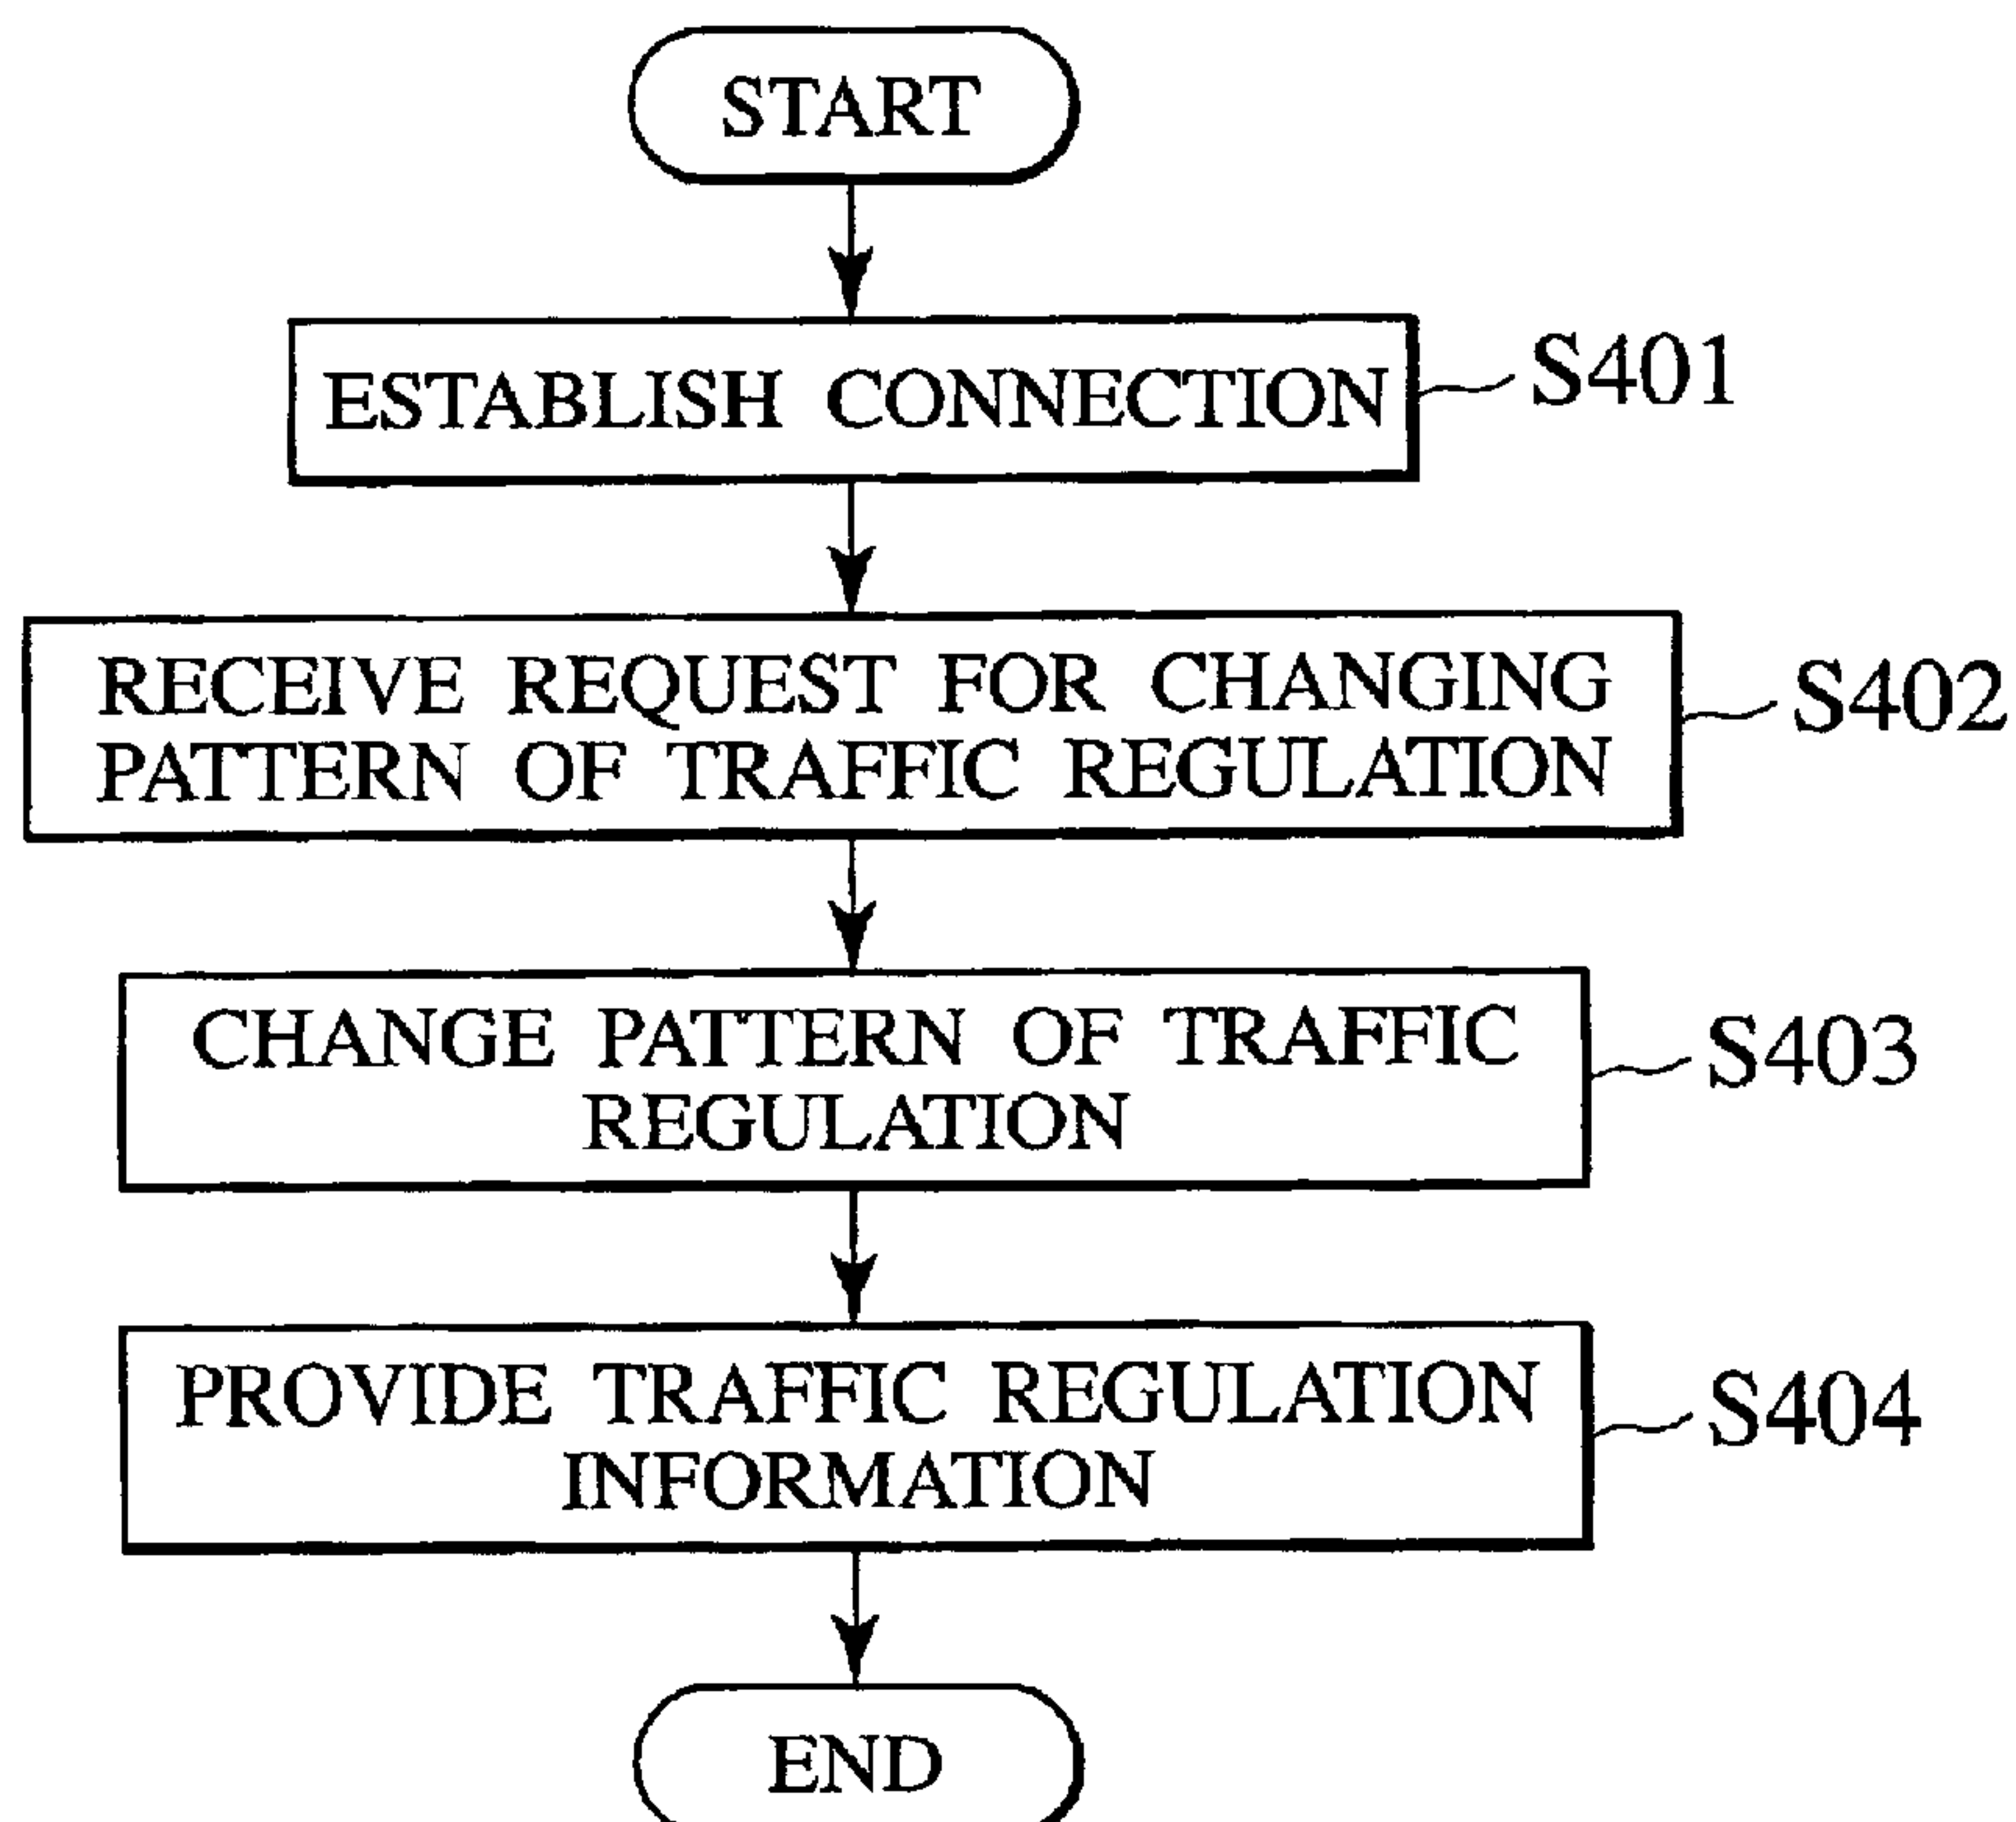 START
ESTABLISH CONNECTION
S401
RECEIVE REQUEST FOR CHANGING
PATTERN OF TRAFFIC REGULATION
S402
CHANGE PATTERN OF TRAFFIC
REGULATION
S403
PROVIDE TRAFFIC REGULATION
INFORMATION
S404
END